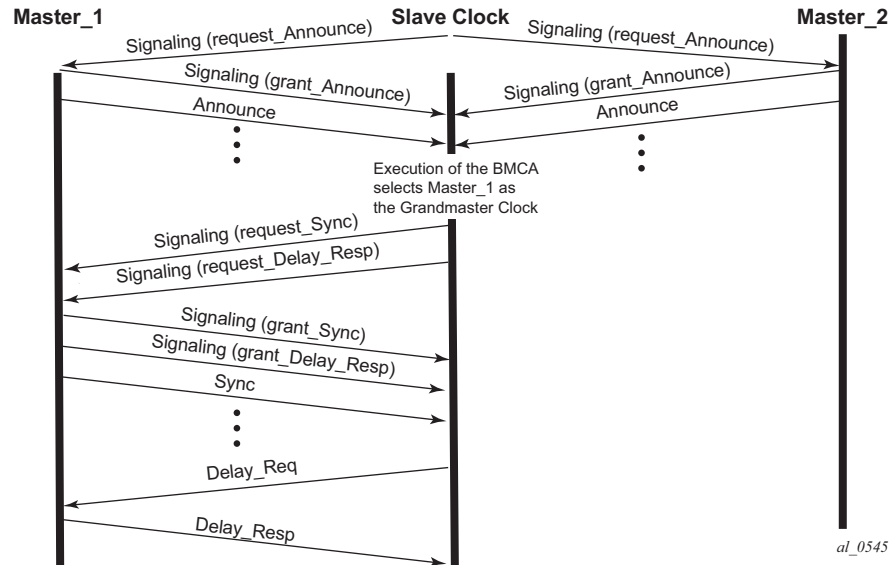 Master_1
Slave Clock
Master_2
Signaling (request_Announce)
Signaling (request_Announce)
Signaling (grant_Announce)
Signaling (grant_Announce)
Announce
Announce
Execution of the BMCA
selects Master_1 as
the Grandmaster Clock
Signaling (request_Sync)
Signaling (request_Delay_Resp)
Signaling (grant_Sync)
Signaling (grant_Delay_Resp)
Sync
Delay_Req
Delay_Resp
al_0545